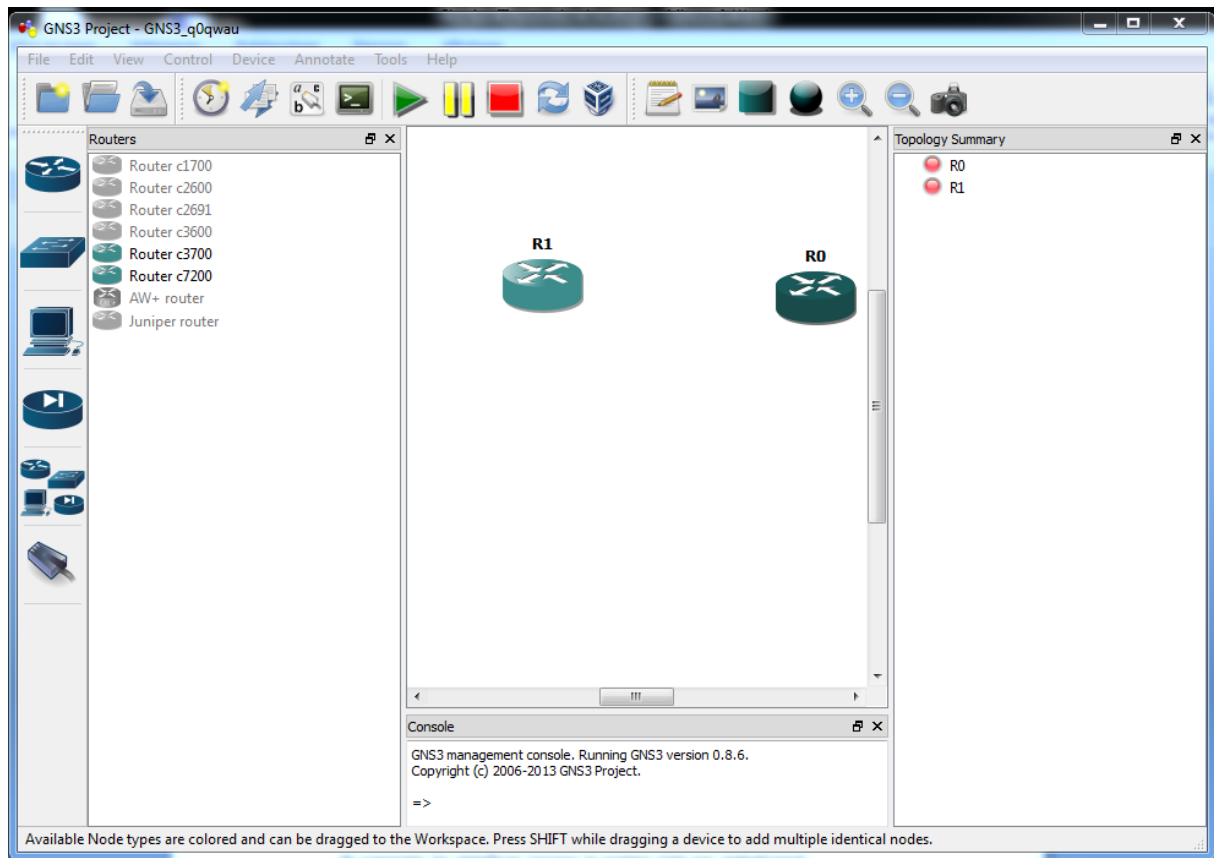 GNS3 Project - GNS3_q0qwau
File Edit View Control Device Annotate Tools Help
Routers
Router c1700
Router c2600
Router c2691
Router c3600
Router c3700
Router c7200
AW+ router
Juniper router
R1
R0
Topology Summary
R0
R1
Console
GNS3 management console. Running GNS3 version 0.8.6.
Copyright (c) 2006-2013 GNS3 Project.
=>
Available Node types are colored and can be dragged to the Workspace. Press SHIFT while dragging a device to add multiple identical nodes.